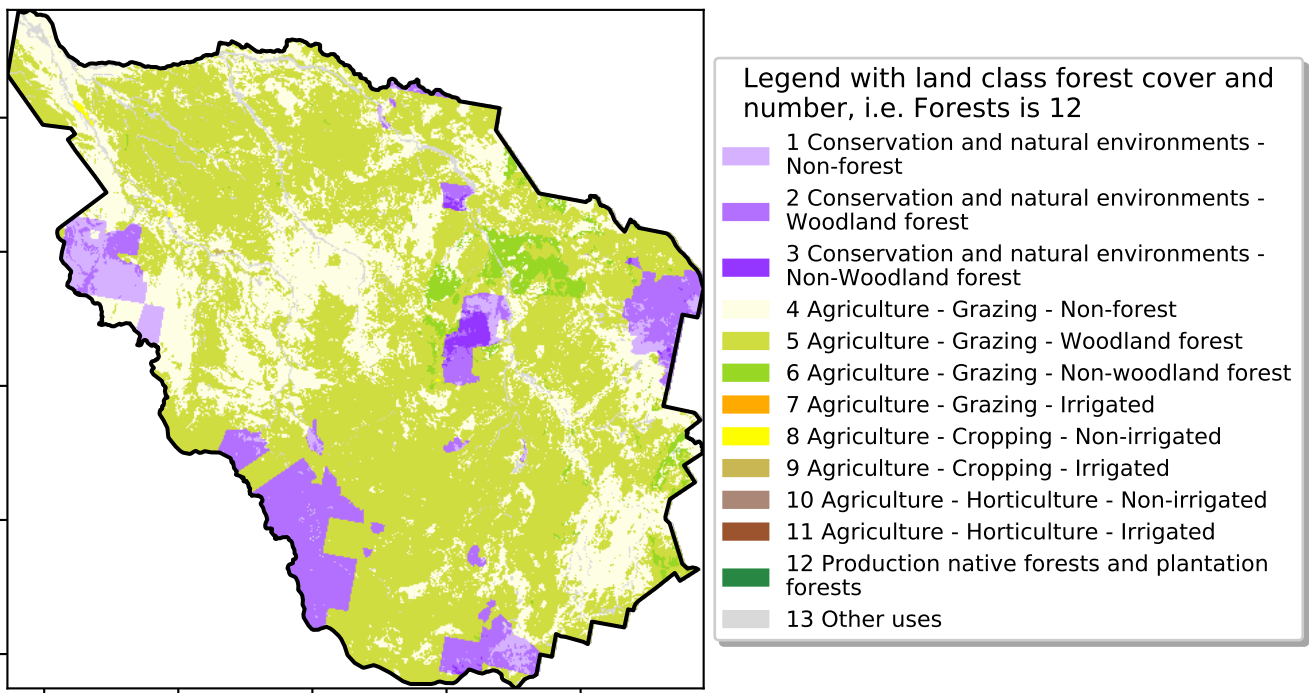 Legend with land class forest cover and
number, i.e. Forests is 12
1 Conservation and natural environments -
Non-forest
2 Conservation and natural environments -
Woodland forest
3 Conservation and natural environments -
Non-Woodland forest
4 Agriculture - Grazing - Non-forest
5 Agriculture - Grazing - Woodland forest
6 Agriculture - Grazing - Non-woodland forest
7 Agriculture - Grazing - Irrigated
8 Agriculture - Cropping - Non-irrigated
9 Agriculture - Cropping - Irrigated
10 Agriculture - Horticulture - Non-irrigated
11 Agriculture - Horticulture - Irrigated
12 Production native forests and plantation
forests
13 Other uses